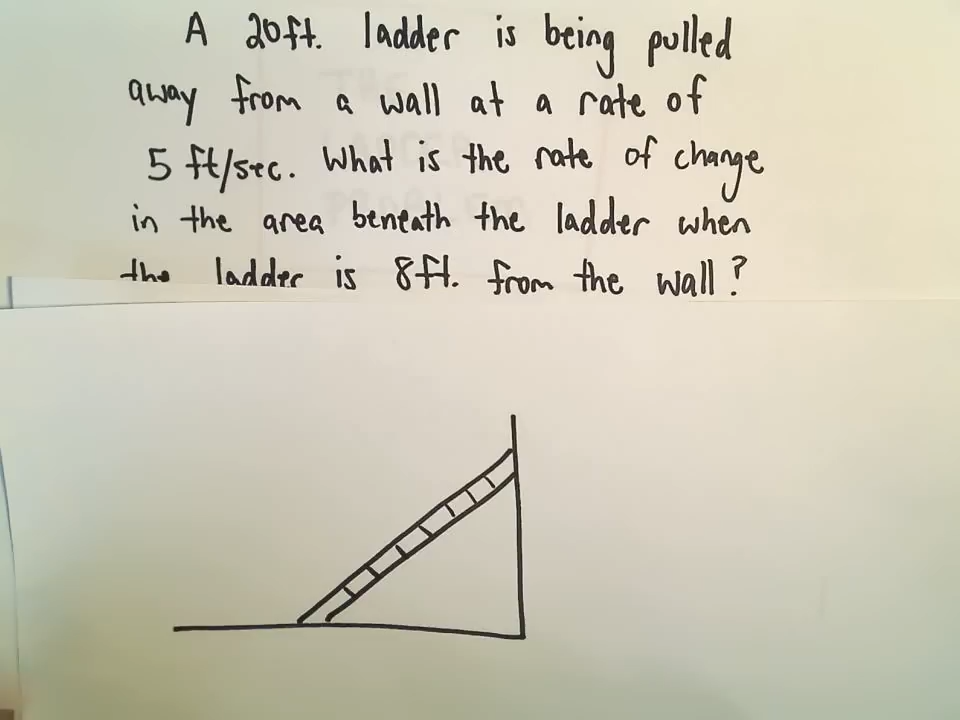 A 20ft. ladder is being pulled
away from a wall at a rate of
5 ft/sec. What is the rate of change
in the area beneath the ladder when
the ladder is 8ft. from the wall?